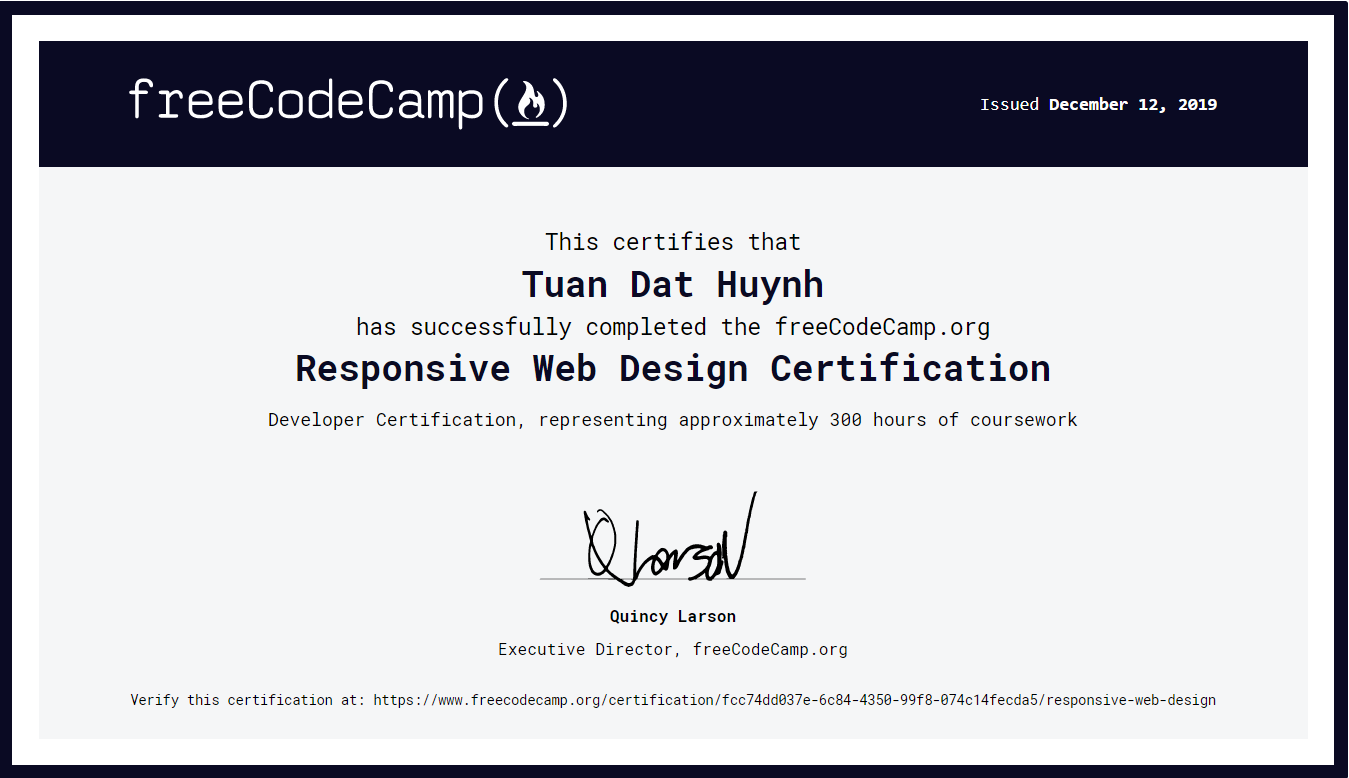 freeCodeCamp(🔥)
Issued December 12, 2019
This certifies that
Tuan Dat Huynh
has successfully completed the freeCodeCamp.org
Responsive Web Design Certification
Developer Certification, representing approximately 300 hours of coursework
QLarson
Quincy Larson
Executive Director, freeCodeCamp.org
Verify this certification at: https://www.freecodecamp.org/certification/fcc74dd037e-6c84-4350-99f8-074c14fecda5/responsive-web-design